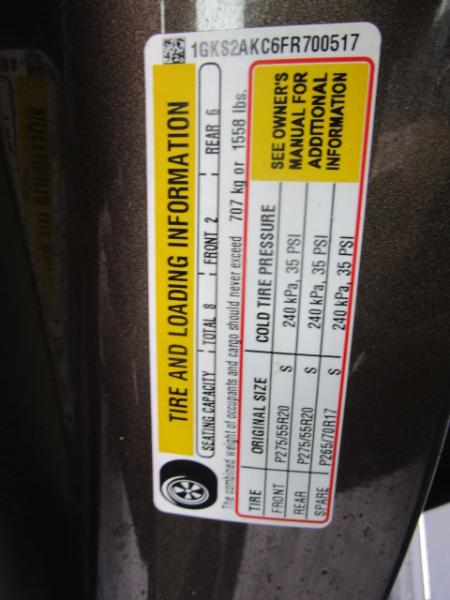 1GKS2AKC6FR700517
TIRE AND LOADING INFORMATION
SEATING CAPACITY TOTAL 8 FRONT 2 REAR 6
The combined weight of occupants and cargo should never exceed 707 kg or 1558 lbs.
TIRE ORIGINAL SIZE COLD TIRE PRESSURE
FRONT P275/55R20 S 240 kPa, 35 PSI
REAR P275/55R20 S 240 kPa, 35 PSI
SPARE P265/70R17 S 240 kPa, 35 PSI
SEE OWNER'S
MANUAL FOR
ADDITIONAL
INFORMATION